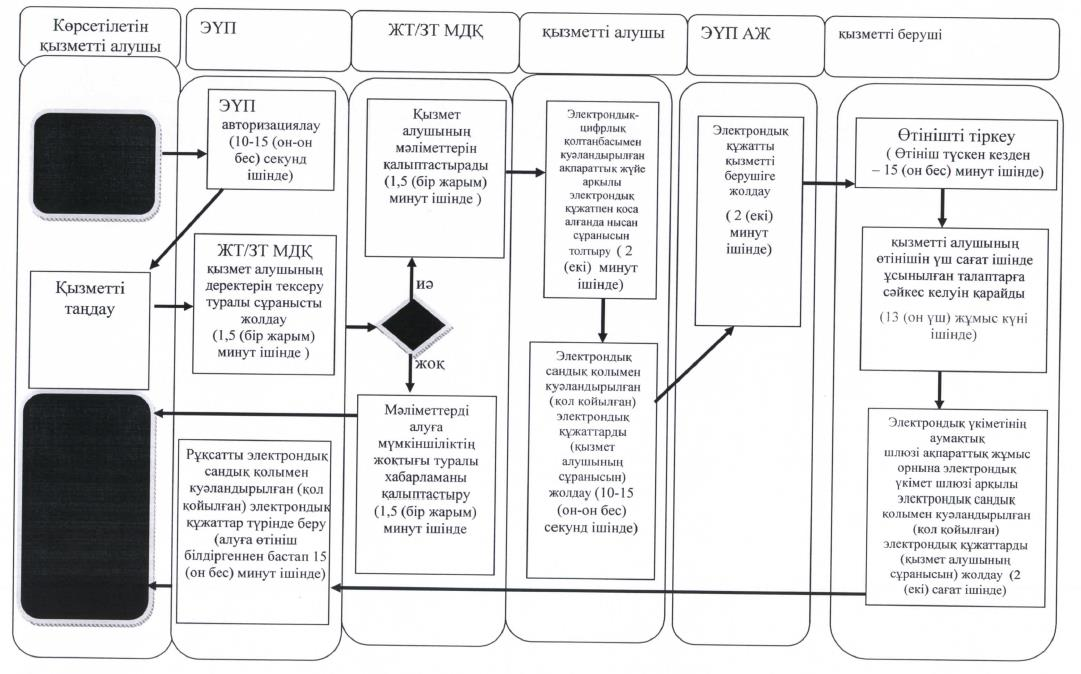 Көрсетілетін
қызметті алушы
ЭҮП
ЖТ/ЗТ МДҚ
қызметті алушы
ЭҮП АЖ
қызметті беруші
ЭҮП
авторизациялау
(10-15 (он-он
бес) секунд
ішінде)
Қызметті
таңдау
ЖТ/ЗТ МДҚ
қызмет алушының
деректерін тексеру
туралы сұранысты
жолдау
(1,5 (бір жарым)
минут ішінде )
Қызмет
алушының
мәліметтерін
қалыптастырады
(1,5 (бір жарым)
минут ішінде )
иә
жоқ
Мәліметтерді
алуға
мүмкіншіліктің
жоқтығы туралы
хабарламаны
қалыптастыру
(1,5 (бір жарым)
минут ішінде
Рұқсатты электрондық
сандық қолымен
куәландырылған (қол
қойылған) электрондық
құжаттар түрінде беру
(алуға өтініш
білдіргеннен бастап 15
(он бес) минут ішінде)
Электрондық-
цифрлық
қолтаңбасымен
куәландырылған
ақпараттық жүйе
арқылы
электрондық
құжатпен қоса
алғанда нысан
сұранысын
толтыру ( 2
(екі) минут
ішінде)
Электрондық
сандық қолымен
куәландырылған
(қол қойылған)
электрондық
құжаттарды
(қызмет
алушының
сұранысын)
жолдау (10-15
(он-он бес)
секунд ішінде)
Электрондық
құжатты
қызметті
берушіге
жолдау
( 2 (екі)
минут
ішінде)
Өтінішті тіркеу
( Өтініш түскен кезден
– 15 (он бес) минут ішінде)
қызметті алушының
өтінішін үш сағат ішінде
ұсынылған талаптарға
сәйкес келуін қарайды
(13 (он үш) жұмыс күні
ішінде)
Электрондық үкіметінің
аумақтық
шлюзі ақпараттық жұмыс
орнына электрондық
үкімет шлюзі арқылы
электрондық сандық
қолымен куәландырылған
(қол қойылған)
электрондық құжаттарды
(қызмет алушының
сұранысын) жолдау (2
(екі) сағат ішінде)